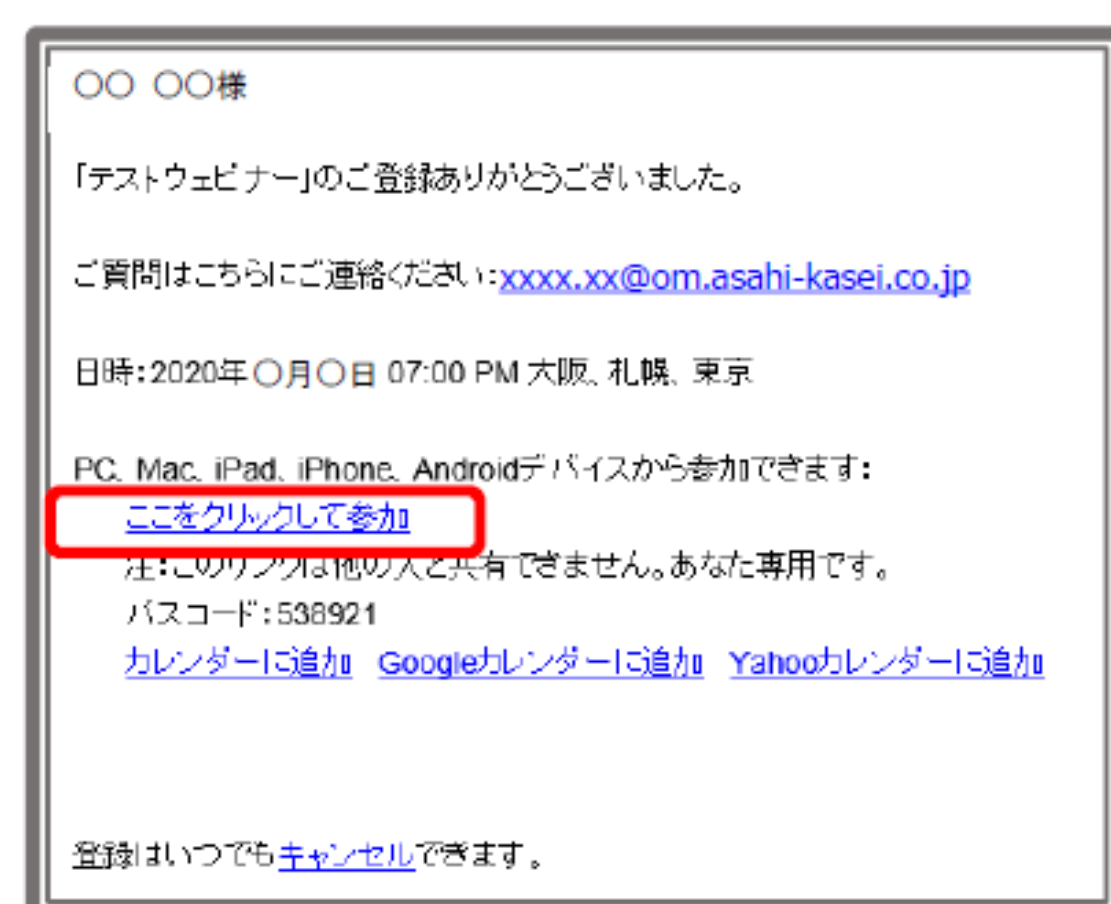 〇〇 〇〇様
「テストウェビナー」のご登録ありがとうございました。
ご質問はこちらにご連絡ください:xxxx.xx@om.asahi-kasei.co.jp
日時:2020年〇月〇日 07:00 PM 大阪、札幌、東京
PC、Mac、iPad、iPhone、Androidデバイスから参加できます:
ここをクリックして参加
注:このリンクは他の人と共有できません。あなた専用です。
パスコード:538921
カレンダーに追加 Googleカレンダーに追加 Yahooカレンダーに追加
登録はいつでもキャンセルできます。